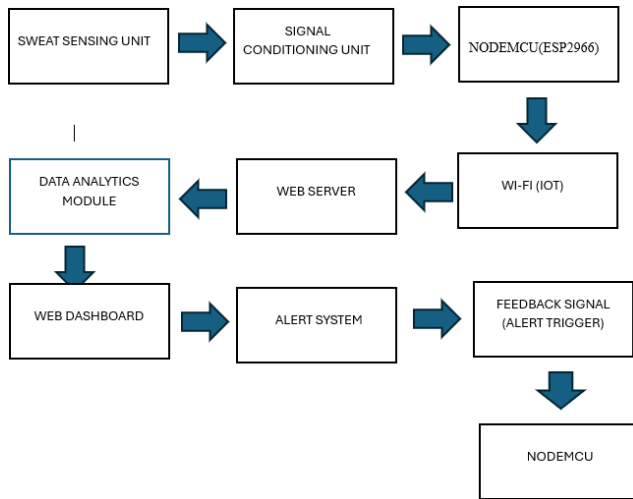 SWEAT SENSING UNIT
SIGNAL
CONDITIONING UNIT
NODEMCU(ESP2966)
WI-FI (IOT)
WEB SERVER
DATA ANALYTICS
MODULE
WEB DASHBOARD
ALERT SYSTEM
FEEDBACK SIGNAL
(ALERT TRIGGER)
NODEMCU